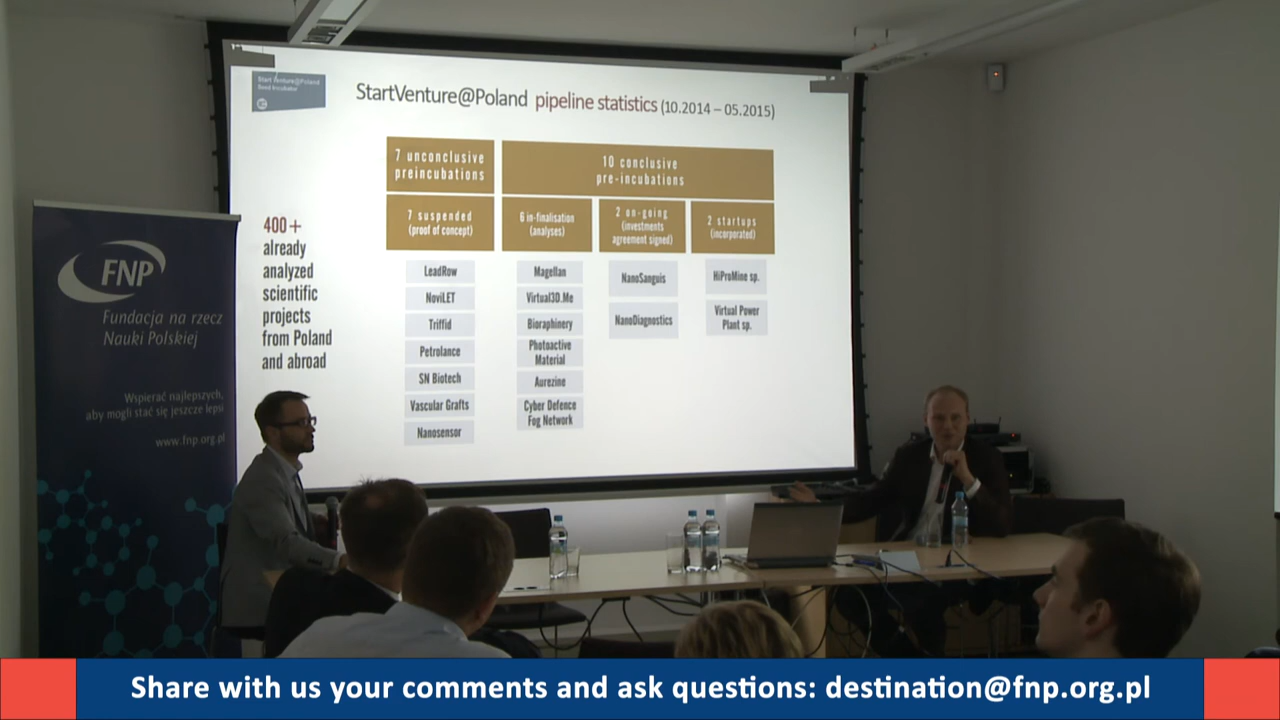 Start Venture@Poland
Seed Incubator
StartVenture@Poland pipeline statistics (10.2014 – 05.2015)
7 unconclusive
preincubations
10 conclusive
pre-incubations
7 suspended
(proof of concept)
6 in-finalisation
(analyses)
2 on-going
(investments
agreement signed)
2 startups
(incorporated)
400+
already
analyzed
scientific
projects
from Poland
and abroad
LeadRow
NoviLET
Triffid
Petrolance
SN Biotech
Vascular Grafts
Nanosensor
Magellan
Virtual3D.Me
Bioraphinery
Photoactive
Material
Aurezine
Cyber Defence
Fog Network
NanoSanguis
NanoDiagnostics
HiProMine sp.
Virtual Power
Plant sp.
FNP
Fundacja na rzecz
Nauki Polskiej
Wspierać najlepszych,
aby mogli stać się jeszcze lepsi
www.fnp.org.pl
Share with us your comments and ask questions: destination@fnp.org.pl